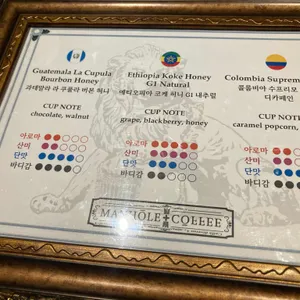 Guatemala La Cupula
Bourbon Honey
과테말라 라 쿠풀라 버본 허니
CUP NOTE
chocolate, walnut
아로마
산미
단맛
바디감
Ethiopia Koke Honey
G1 Natural
에티오피아 코케 허니 G1 내추럴
CUP NOTE
grape, blackberry, honey
아로마
산미
단맛
바디감
Colombia Supremo
콜롬비아 수프리모
디카페인
CUP NOTE
caramel popcorn,
아로마
산미
단맛
바디감
MANHOLE COFFEE